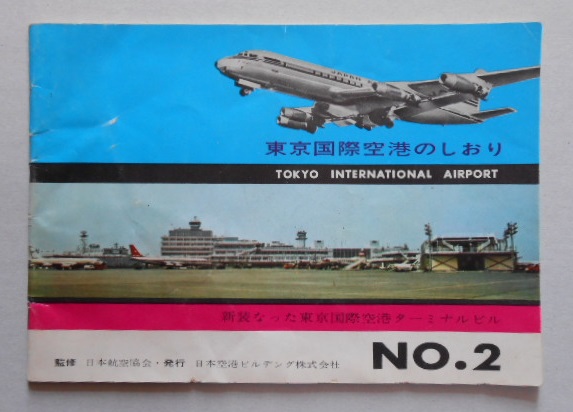 東京国際空港のしおり
TOKYO INTERNATIONAL AIRPORT
新装なった東京国際空港ターミナルビル
監修 日本航空協会・発行 日本空港ビルデング株式会社
NO.2